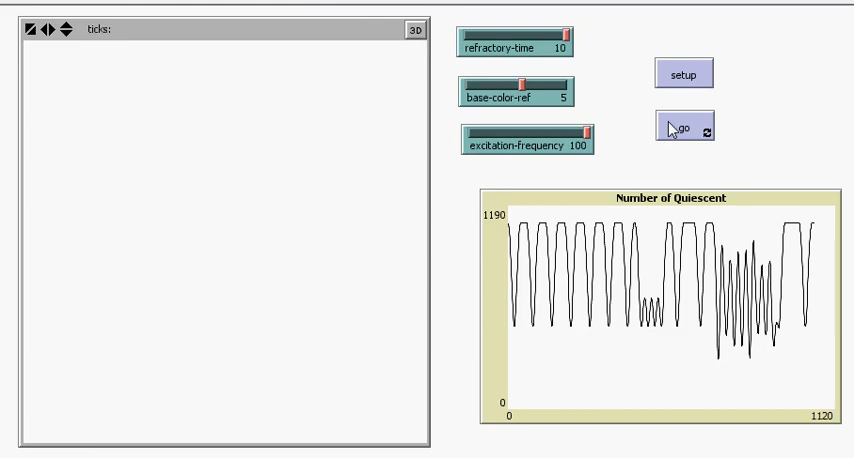 ticks:
3D
refractory-time 10
base-color-ref 5
excitation-frequency 100
setup
go
Number of Quiescent
1190
0
0 1120